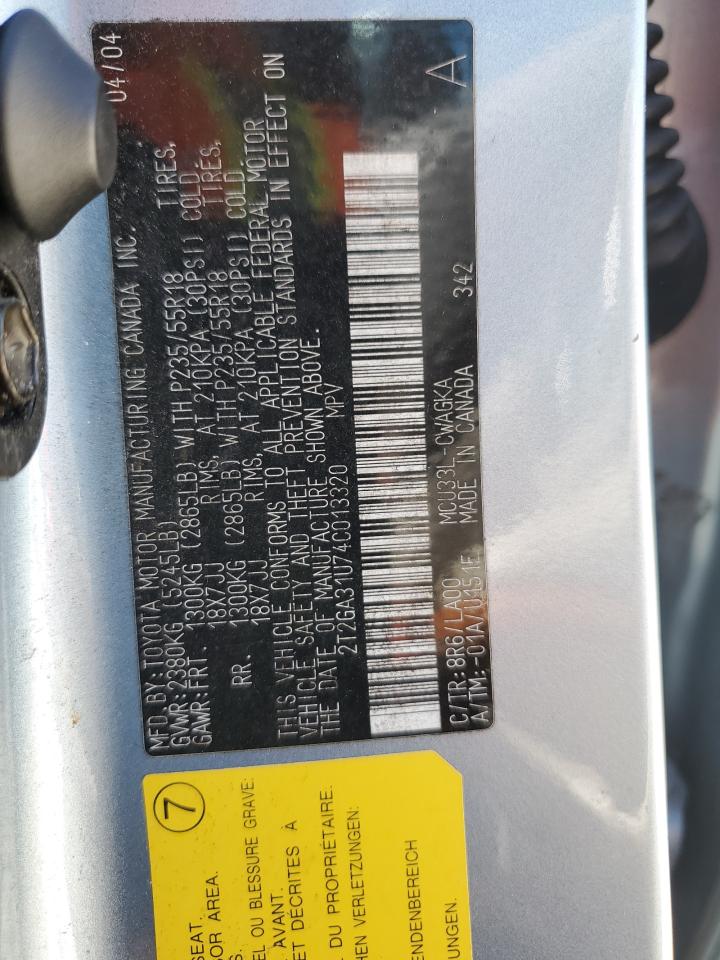 MFD. BY: TOYOTA MOTOR MANUFACTURING CANADA INC. 04/04
GVWR: 2380KG (5245LB)
GAWR: FRT. 1300KG (2865LB) WITH P235/55R18 TIRES,
18X7JJ RIMS, AT 210KPA (30PSI) COLD.
RR. 1300KG (2865LB) WITH P235/55R18 TIRES,
18X7JJ RIMS, AT 210KPA (30PSI) COLD.
THIS VEHICLE CONFORMS TO ALL APPLICABLE FEDERAL MOTOR
VEHICLE SAFETY AND THEFT PREVENTION STANDARDS IN EFFECT ON
THE DATE OF MANUFACTURE SHOWN ABOVE.
2T2GA31U74C013320 MPV
C/TR: 8R6/LA00 MCU33L-CWAGKA
A/TM: -01A/U151F MADE IN CANADA 342 A
7
SEAT.
OR AREA.
S.
EL OU BLESSURE GRAVE:
AVANT.
ET DÉCRITES À
DU PROPRIÉTAIRE.
HEN VERLETZUNGEN:
ENDENBEREICH
UNGEN.